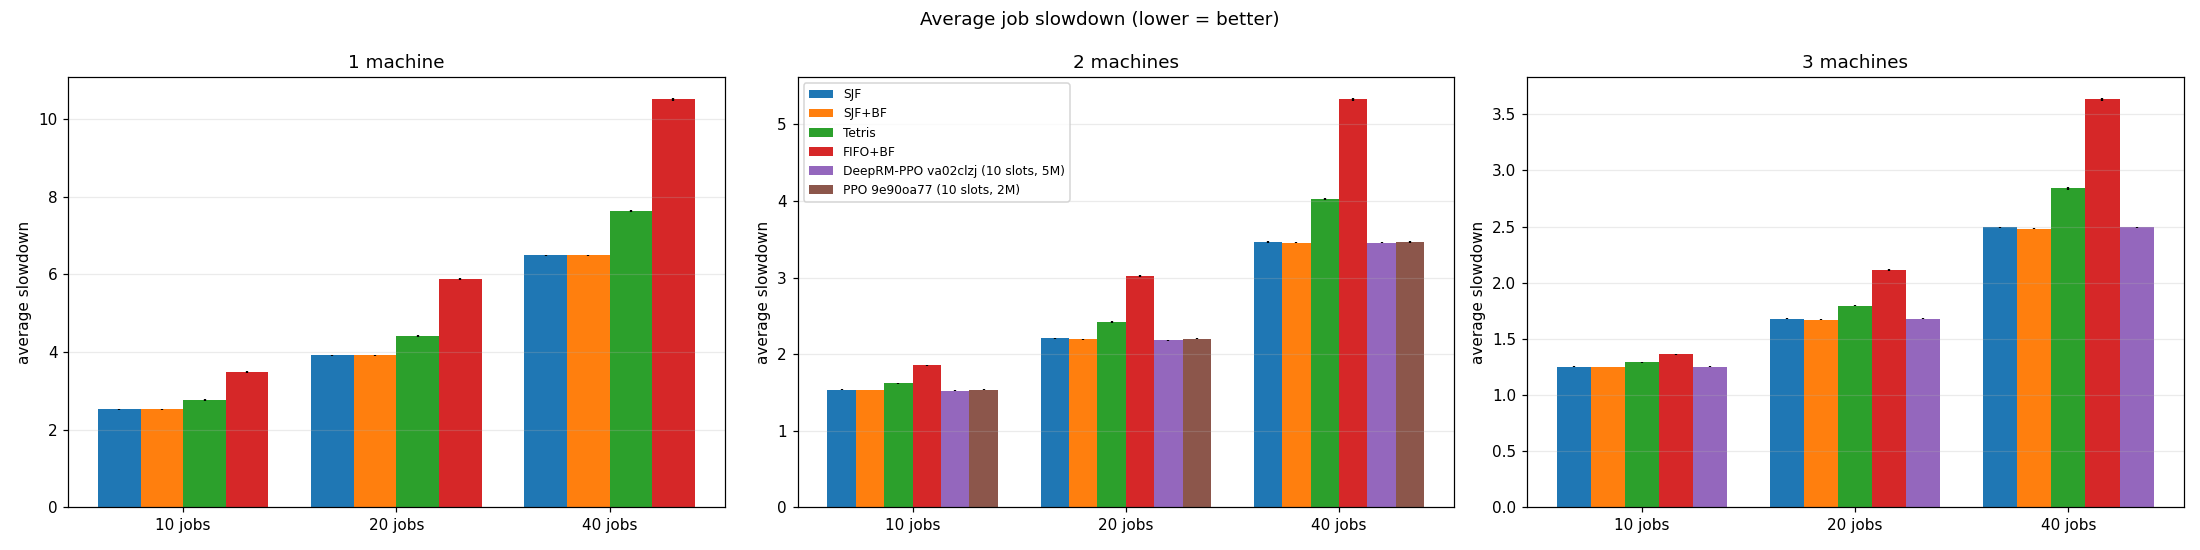 Average job slowdown (lower = better)
1 machine
average slowdown
10
8
6
4
2
0
10 jobs
20 jobs
40 jobs
2 machines
SJF
SJF+BF
Tetris
FIFO+BF
DeepRM-PPO va02clzj (10 slots, 5M)
PPO 9e90oa77 (10 slots, 2M)
average slowdown
5
4
3
2
1
0
10 jobs
20 jobs
40 jobs
3 machines
average slowdown
3.5
3.0
2.5
2.0
1.5
1.0
0.5
0.0
10 jobs
20 jobs
40 jobs